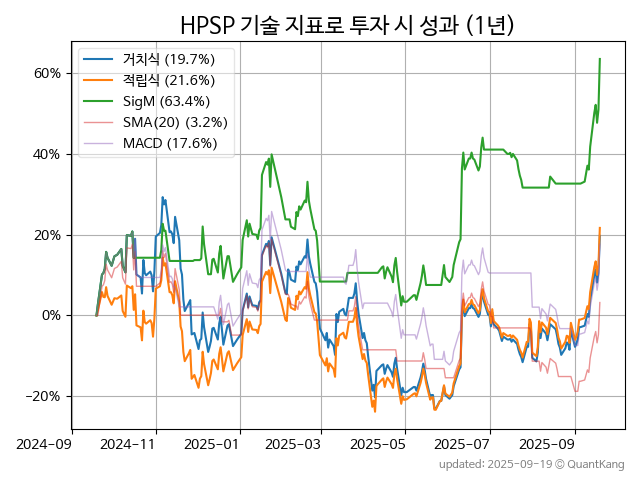 HPSP 기술 지표로 투자 시 성과 (1년)
거치식 (19.7%)
적립식 (21.6%)
SigM (63.4%)
SMA(20) (3.2%)
MACD (17.6%)
60%
40%
20%
0%
−20%
2024-09
2024-11
2025-01
2025-03
2025-05
2025-07
2025-09
updated: 2025-09-19 © QuantKang